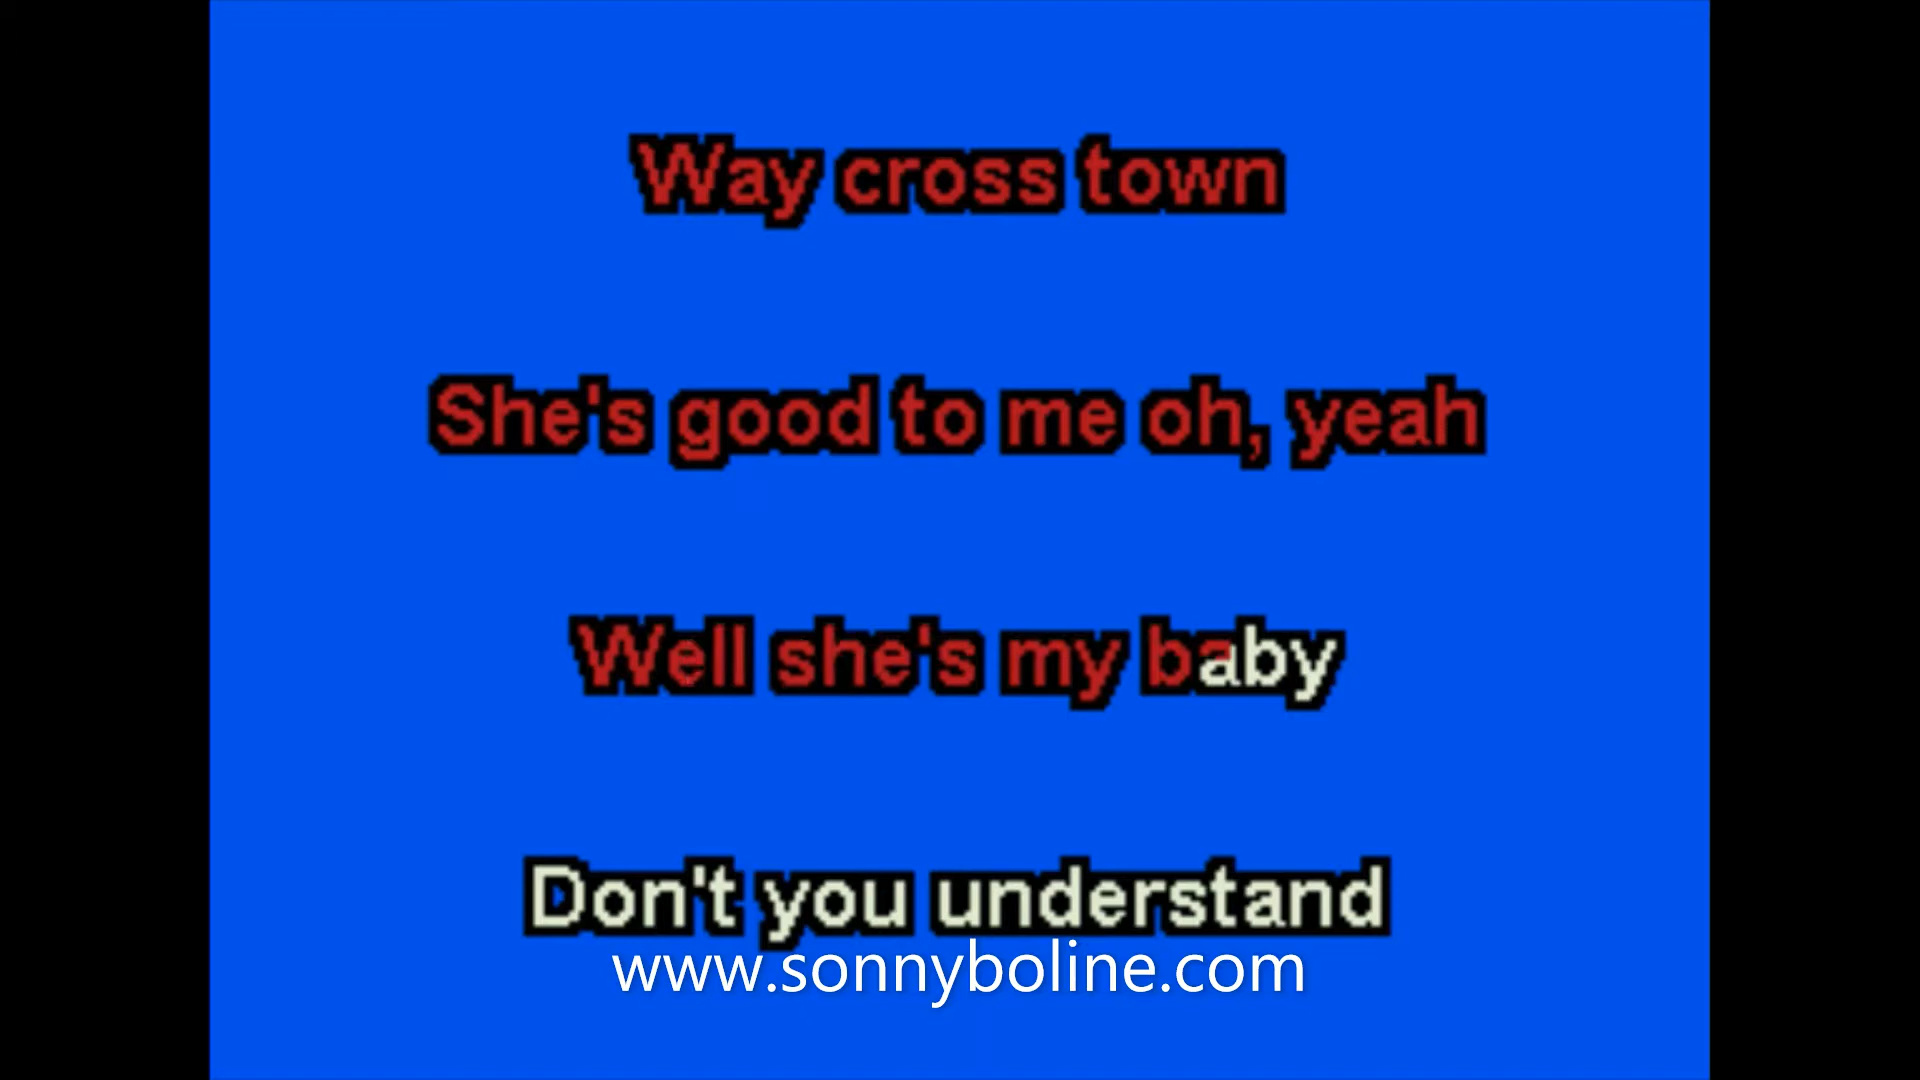 Way cross town
She's good to me oh, yeah
Well she's my baby
Don't you understand
www.sonnyboline.com